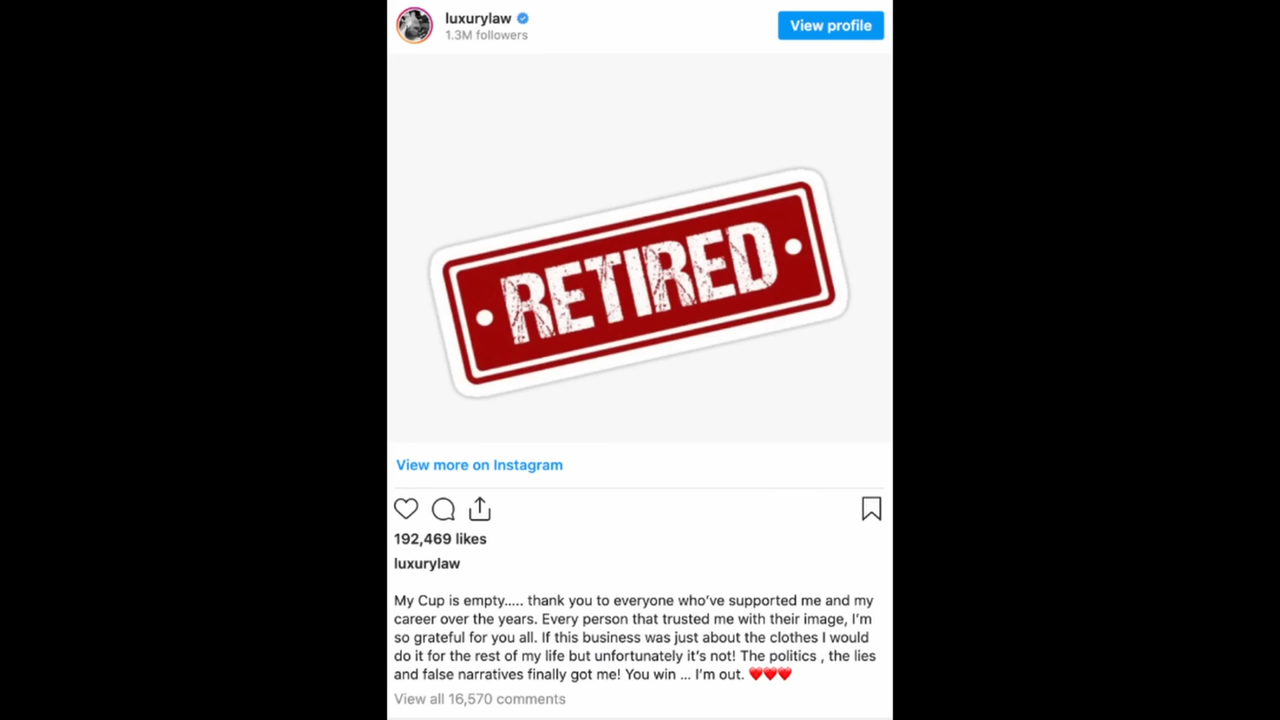 luxurylaw
1.3M followers
View profile
RETIRED
View more on Instagram
192,469 likes
luxurylaw
My Cup is empty..... thank you to everyone who’ve supported me and my
career over the years. Every person that trusted me with their image, I’m
so grateful for you all. If this business was just about the clothes I would
do it for the rest of my life but unfortunately it’s not! The politics , the lies
and false narratives finally got me! You win ... I’m out. ❤️❤️❤️
View all 16,570 comments